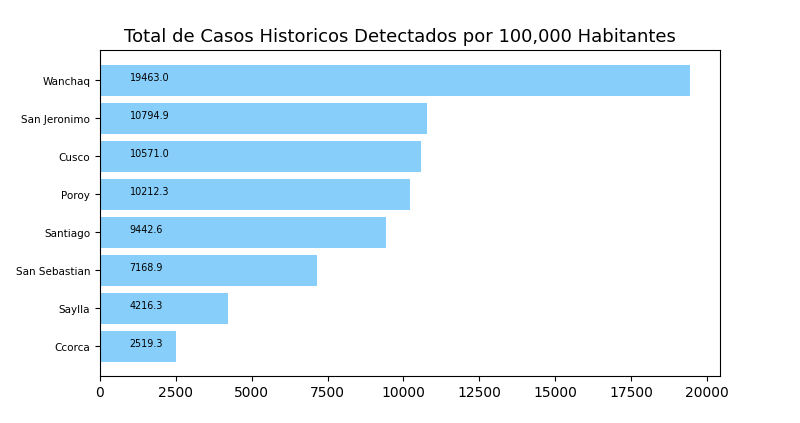 Total de Casos Historicos Detectados por 100,000 Habitantes
Wanchaq 19463.0
San Jeronimo 10794.9
Cusco 10571.0
Poroy 10212.3
Santiago 9442.6
San Sebastian 7168.9
Saylla 4216.3
Ccorca 2519.3
0 2500 5000 7500 10000 12500 15000 17500 20000